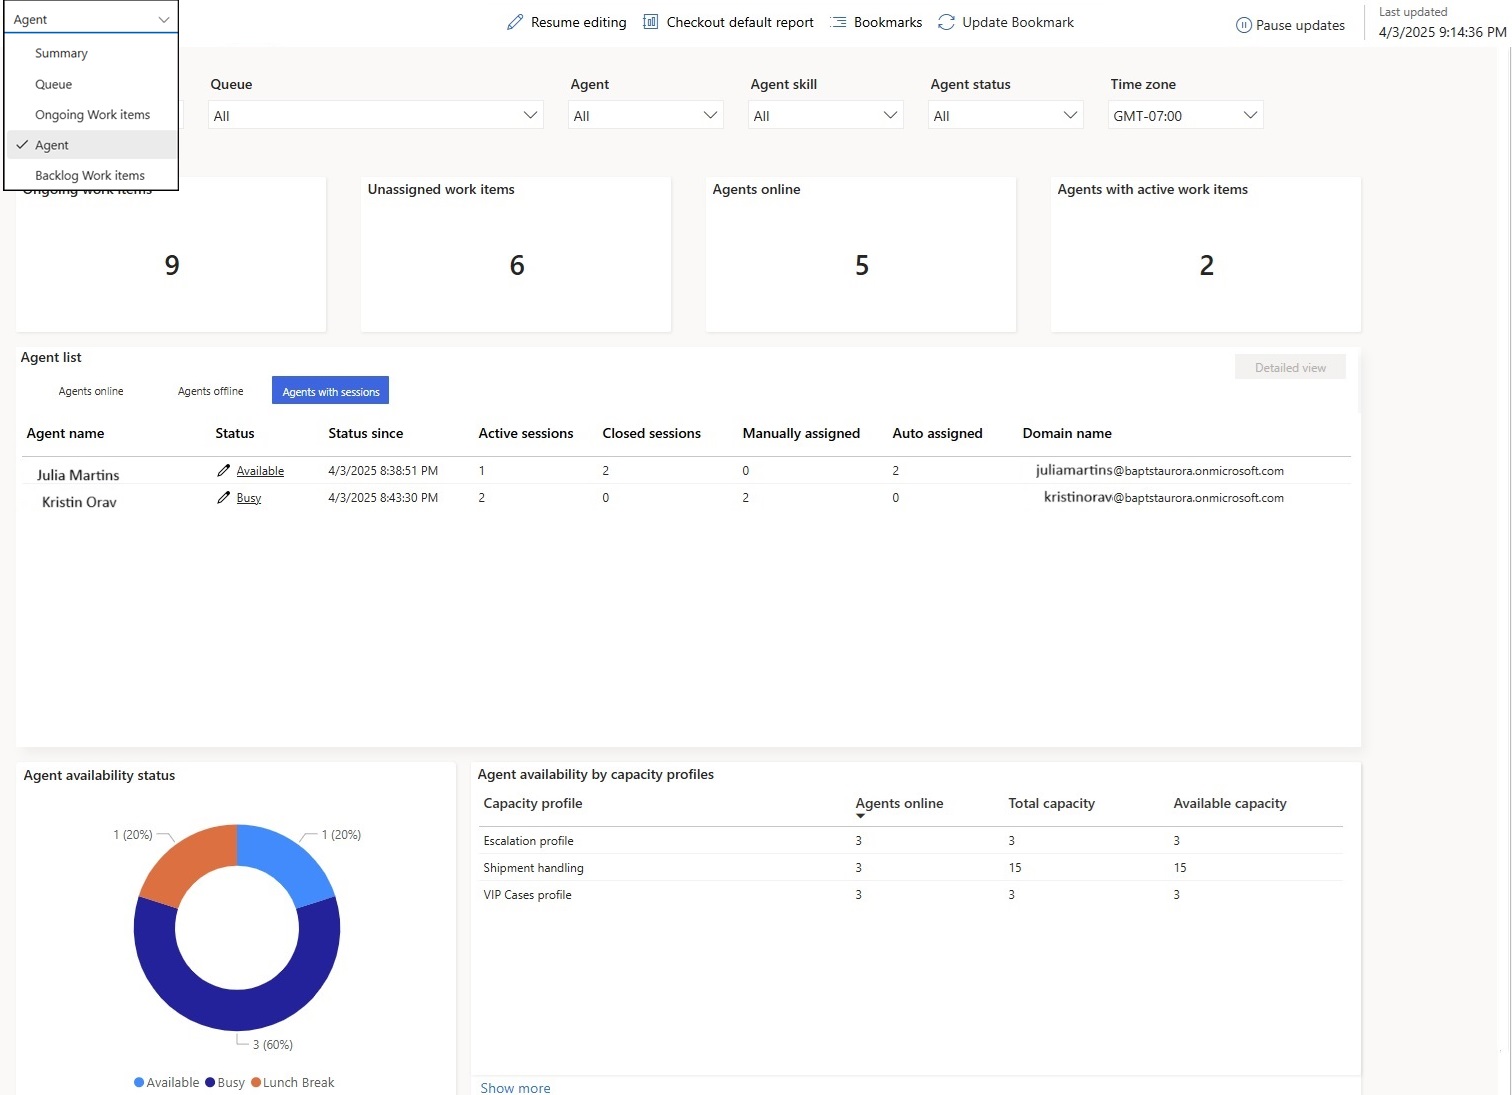 Agent
Resume editing
Checkout default report
Bookmarks
Update Bookmark
Pause updates
Last updated
4/3/2025 9:14:36 PM
Summary
Queue
Ongoing Work items
Agent
Backlog Work items
Queue
All
Agent
All
Agent skill
All
Agent status
All
Time zone
GMT-07:00
Ongoing work items
9
Unassigned work items
6
Agents online
5
Agents with active work items
2
Agent list
Detailed view
Agents online Agents offline Agents with sessions
Agent name Status Status since Active sessions Closed sessions Manually assigned Auto assigned Domain name
Julia Martins Available 4/3/2025 8:38:51 PM 1 2 0 2 juliamartins@baptstaurora.onmicrosoft.com
Kristin Orav Busy 4/3/2025 8:43:30 PM 2 0 2 0 kristinorav@baptstaurora.onmicrosoft.com
Agent availability status
1 (20%)
1 (20%)
3 (60%)
Available Busy Lunch Break
Agent availability by capacity profiles
Capacity profile Agents online Total capacity Available capacity
Escalation profile 3 3 3
Shipment handling 3 15 15
VIP Cases profile 3 3 3
Show more